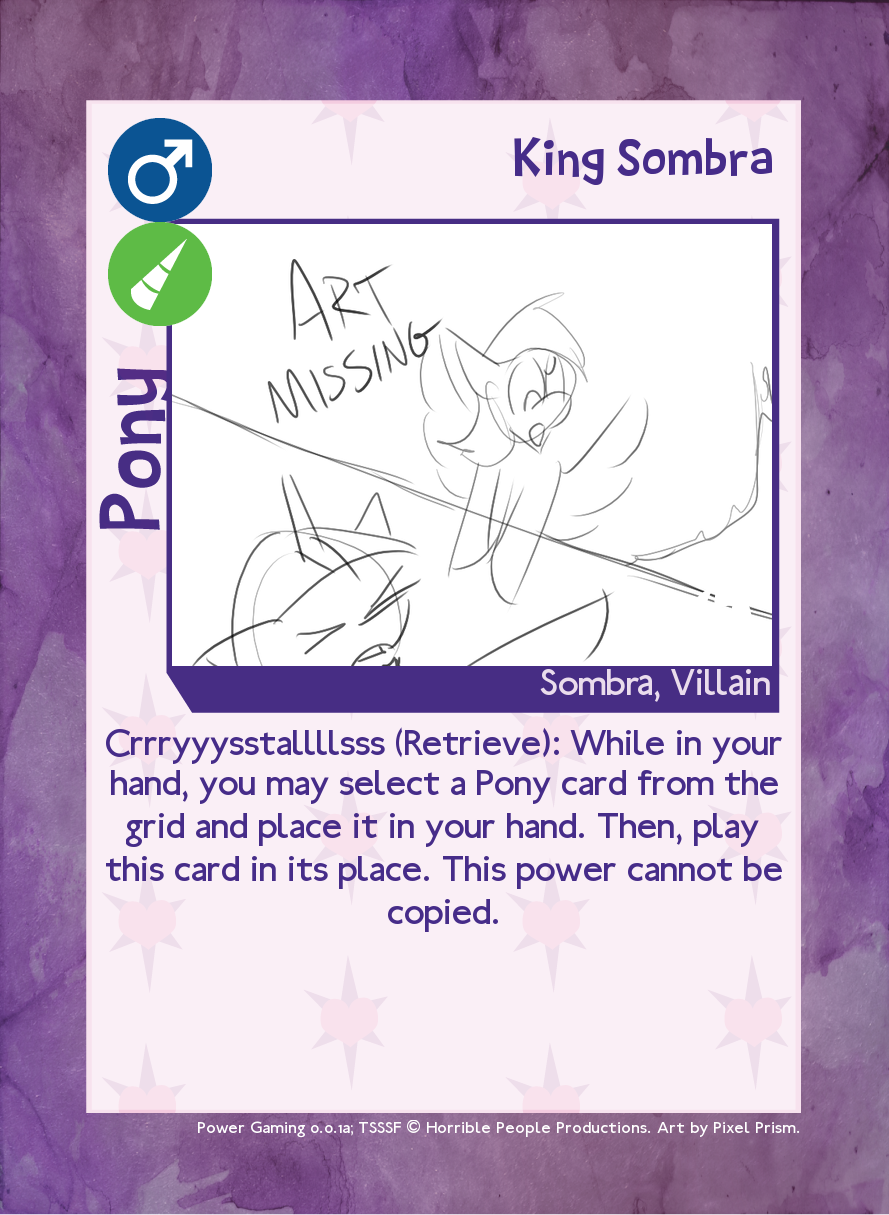 King Sombra
ART
MISSING
Pony
Sombra, Villain
Crrryyysstallllsss (Retrieve): While in your
hand, you may select a Pony card from the
grid and place it in your hand. Then, play
this card in its place. This power cannot be
copied.
Power Gaming 0.0.1a; TSSSF © Horrible People Productions. Art by Pixel Prism.